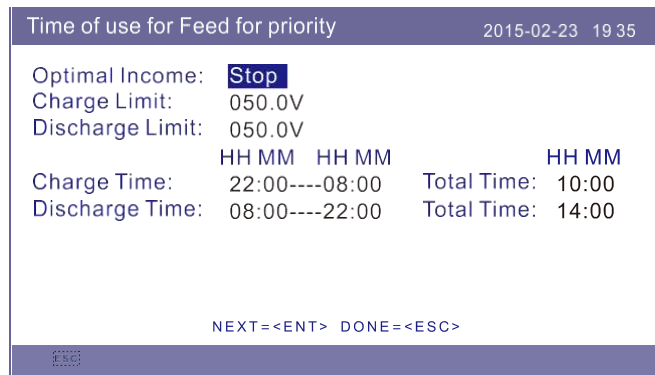 Time of use for Feed for priority 2015-02-23 19 35
Optimal Income: Stop
Charge Limit: 050.0V
Discharge Limit: 050.0V
HH MM HH MM HH MM
Charge Time: 22:00----08:00 Total Time: 10:00
Discharge Time: 08:00----22:00 Total Time: 14:00
NEXT=<ENT> DONE=<ESC>
ESC